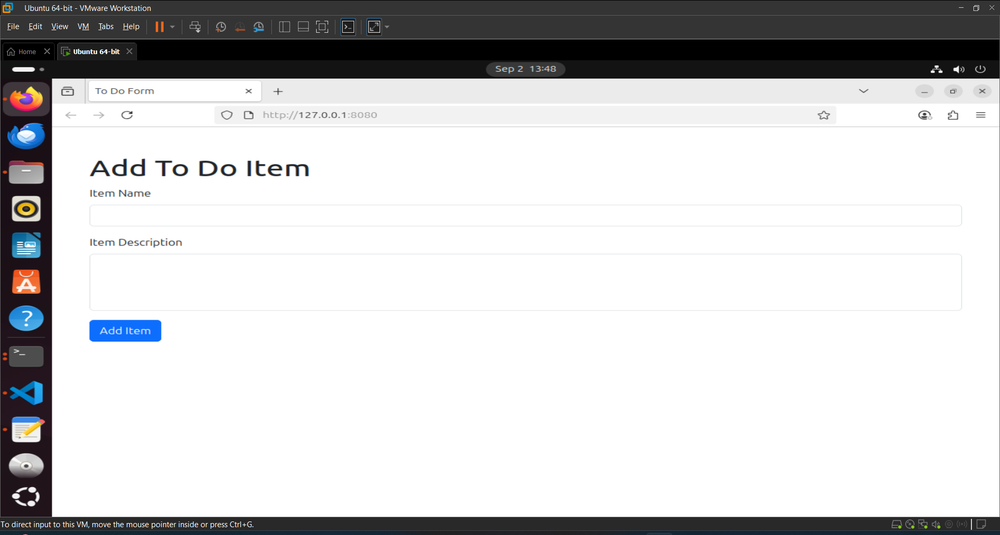 Ubuntu 64-bit - VMware Workstation
File Edit View VM Tabs Help
Home Ubuntu 64-bit
Sep 2 13:48
To Do Form
http://127.0.0.1:8080
Add To Do Item
Item Name
Item Description
Add Item
To direct input to this VM, move the mouse pointer inside or press Ctrl+G.